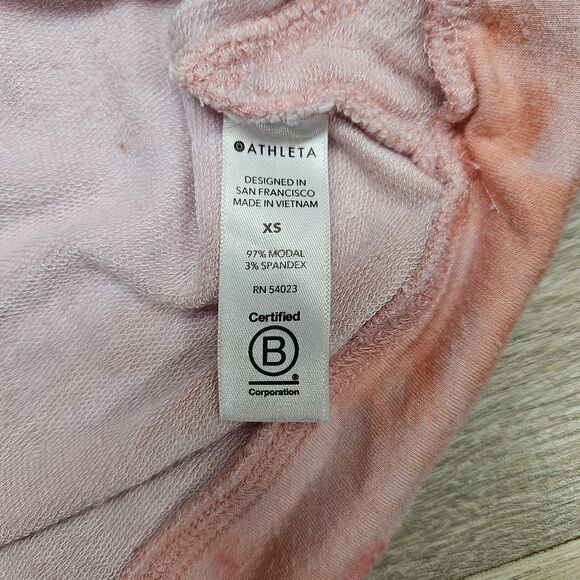 ATHLETA
DESIGNED IN
SAN FRANCISCO
MADE IN VIETNAM
XS
97% MODAL
3% SPANDEX
RN 54023
Certified
B
®
Corporation